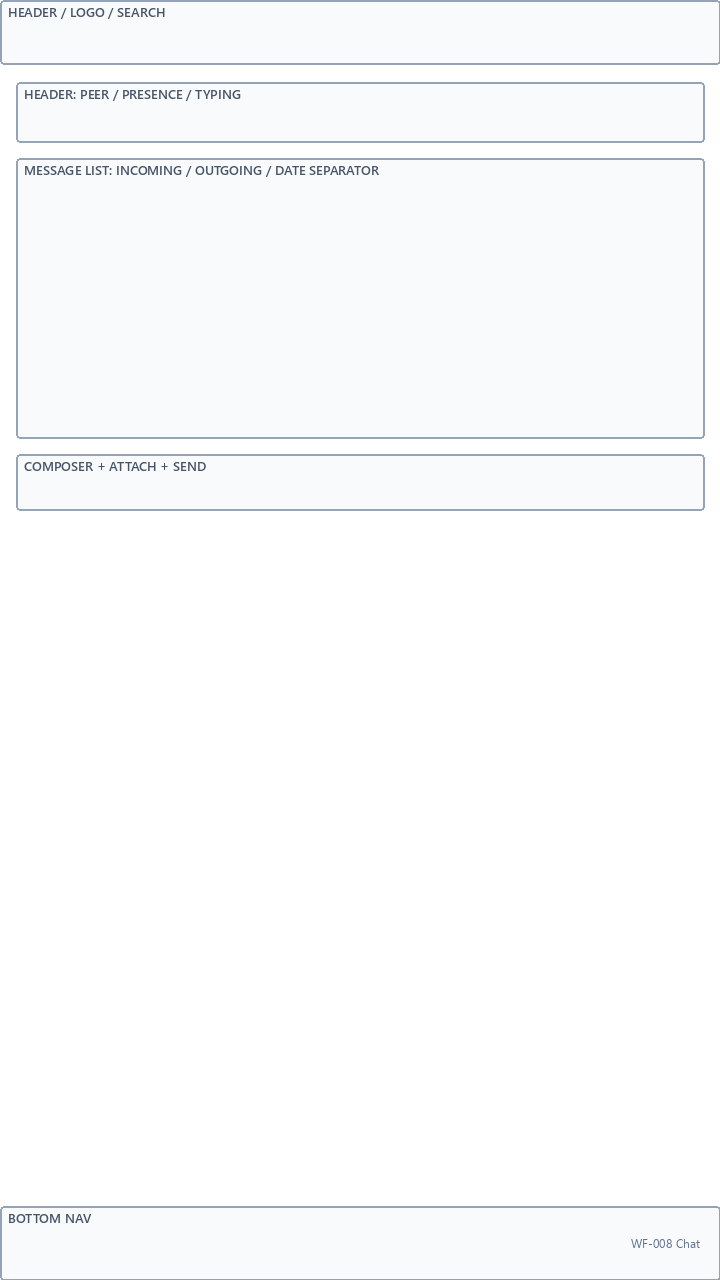 HEADER / LOGO / SEARCH
HEADER: PEER / PRESENCE / TYPING
MESSAGE LIST: INCOMING / OUTGOING / DATE SEPARATOR
COMPOSER + ATTACH + SEND
BOTTOM NAV
WF-008 Chat